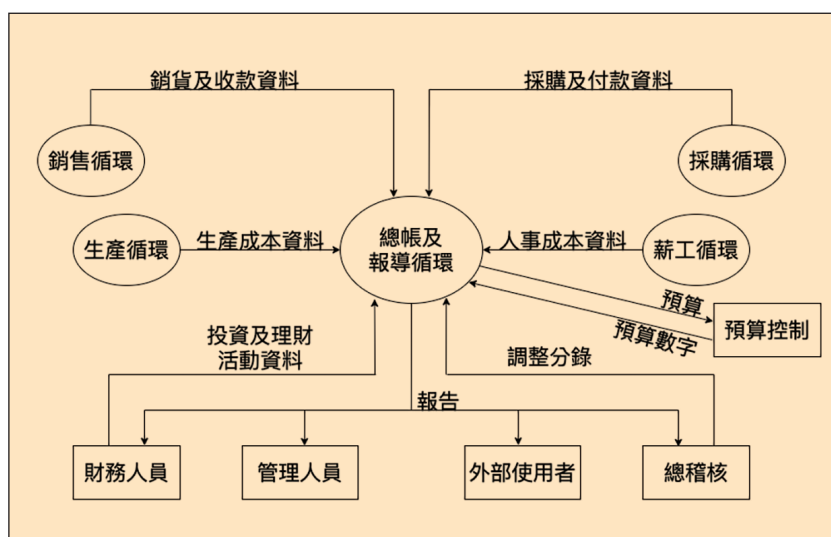 銷貨及收款資料
採購及付款資料
銷售循環
採購循環
生產循環
生產成本資料
總帳及
報導循環
人事成本資料
薪工循環
預算
預算數字
預算控制
投資及理財
活動資料
調整分錄
報告
財務人員
管理人員
外部使用者
總稽核